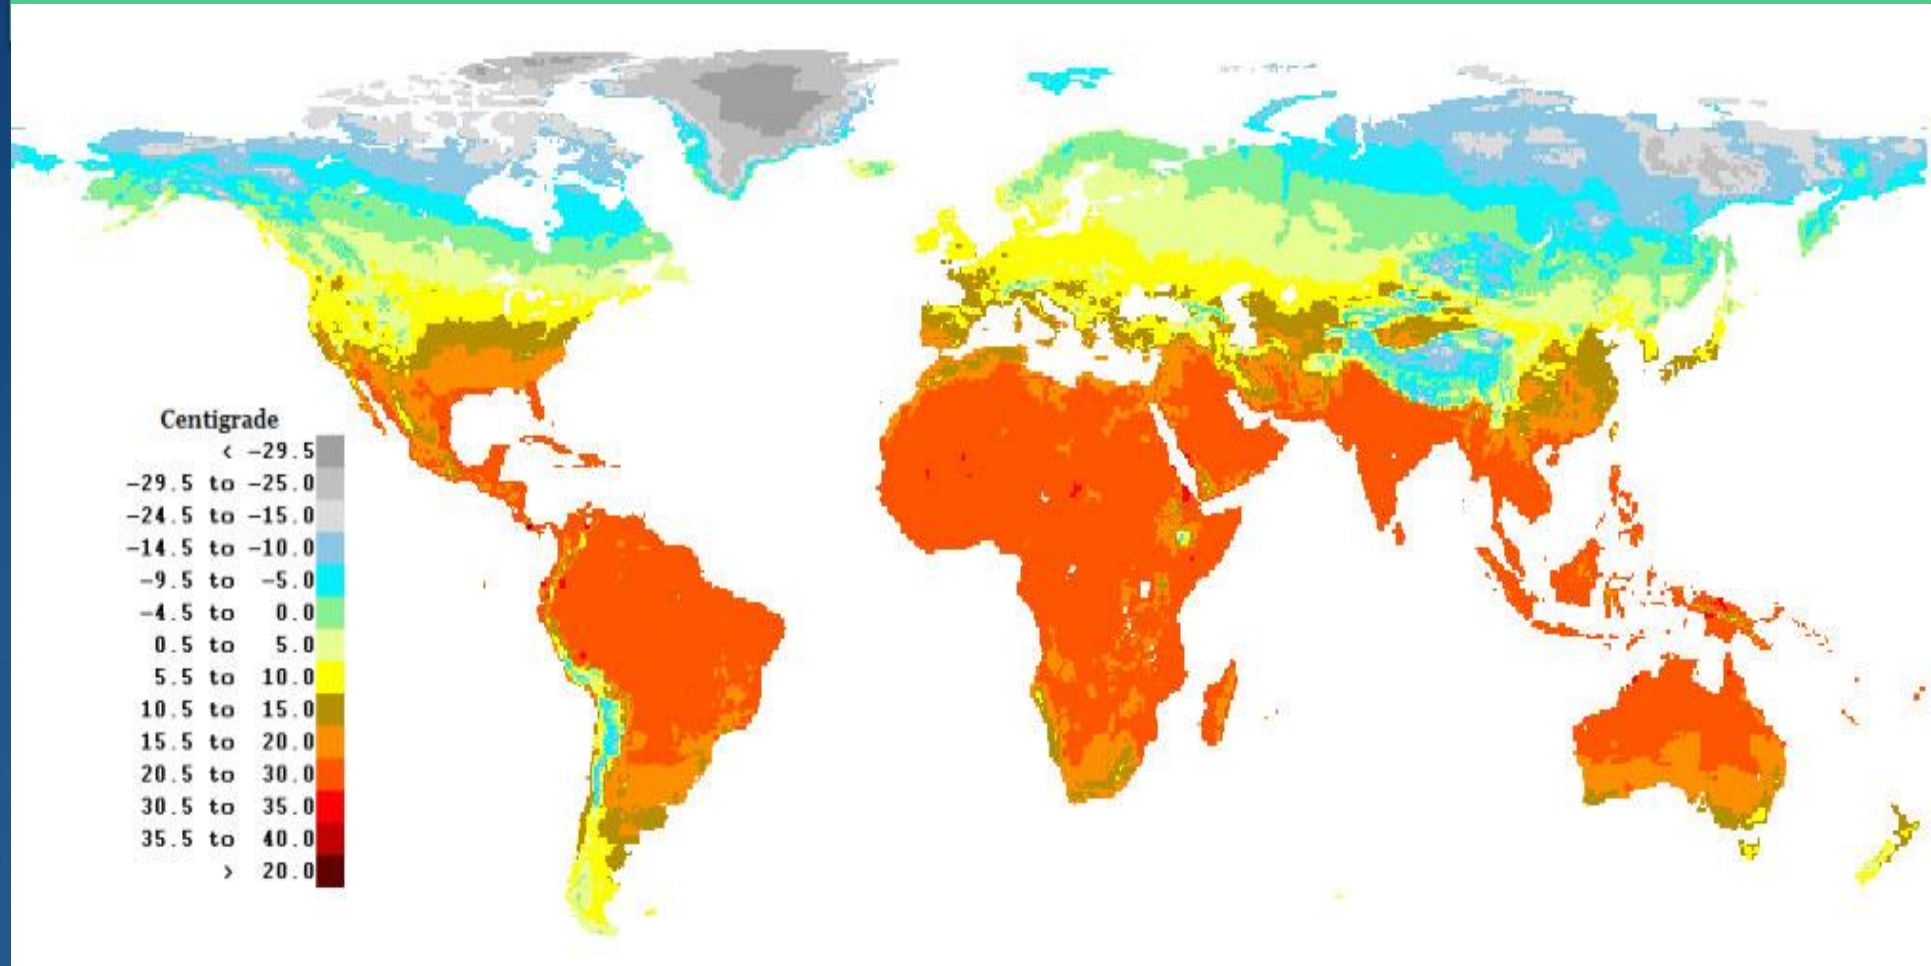 Centigrade
< -29.5
-29.5 to -25.0
-24.5 to -15.0
-14.5 to -10.0
-9.5 to -5.0
-4.5 to 0.0
0.5 to 5.0
5.5 to 10.0
10.5 to 15.0
15.5 to 20.0
20.5 to 30.0
30.5 to 35.0
35.5 to 40.0
> 20.0